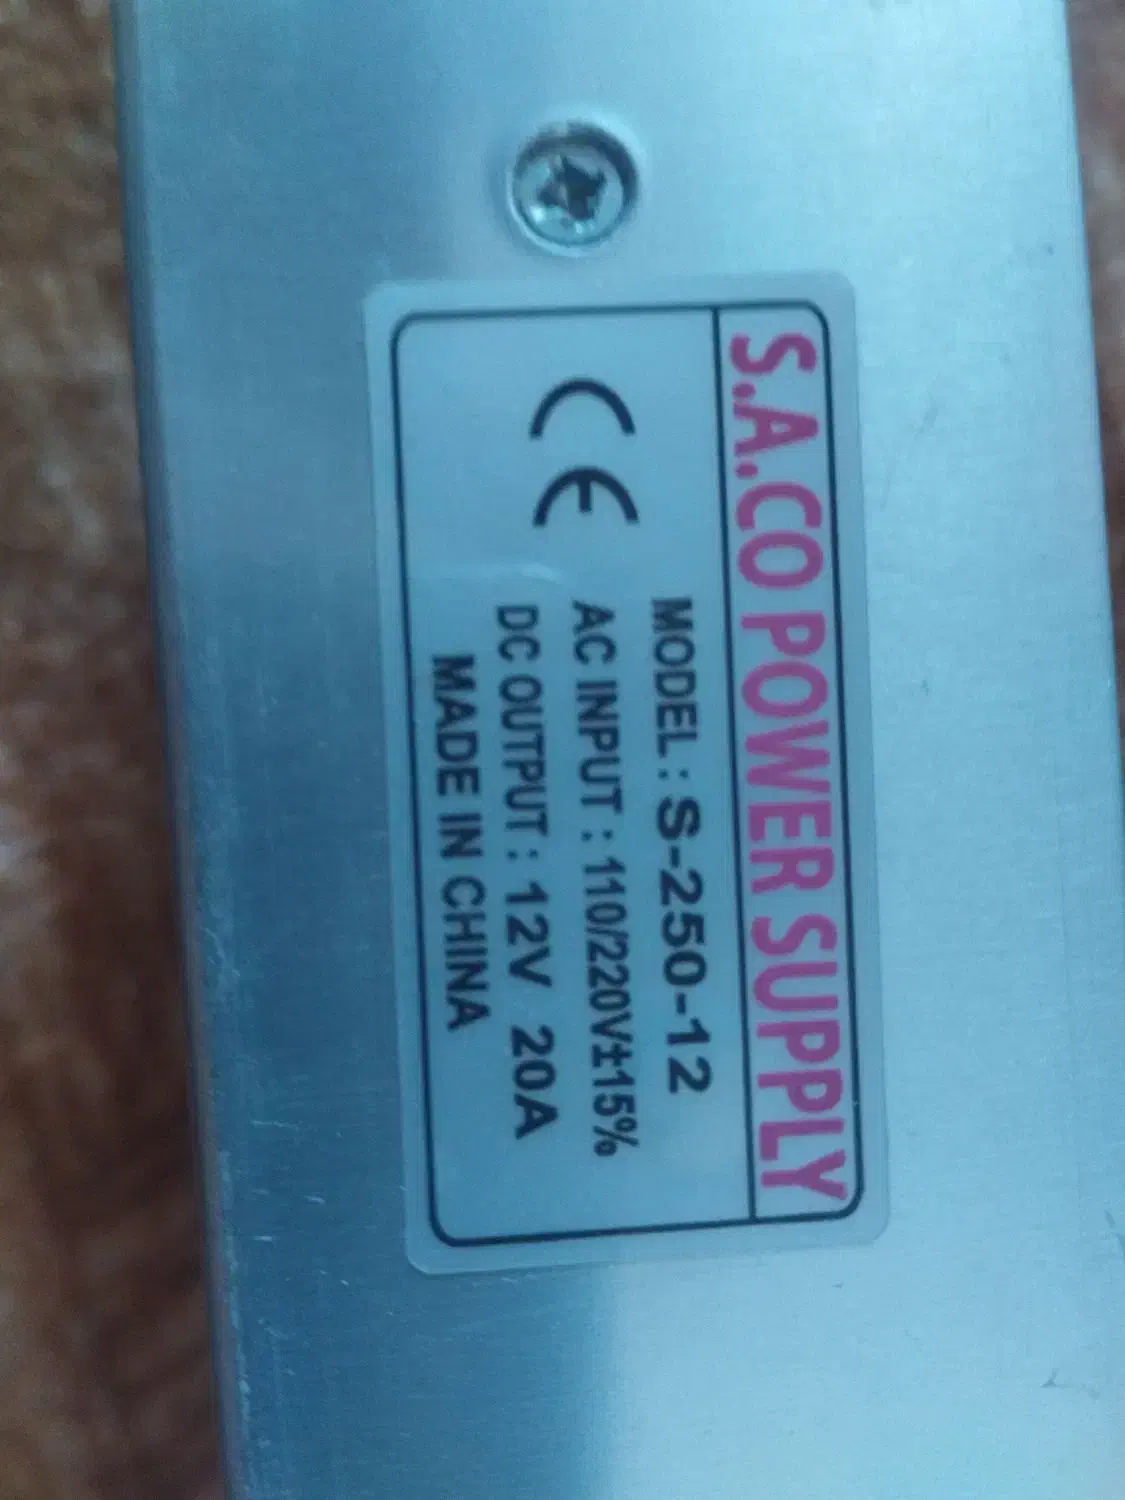 S.A.CO POWER SUPPLY
CE
MODEL : S-250-12
AC INPUT : 110/220V±15%
DC OUTPUT : 12V 20A
MADE IN CHINA